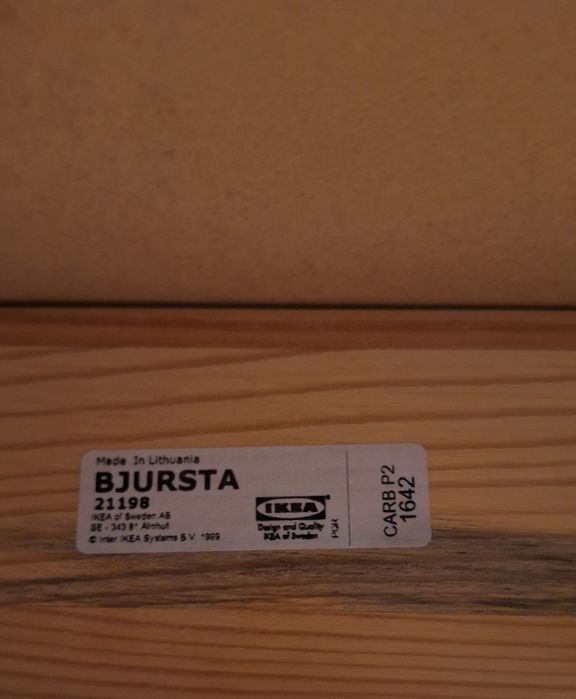 Made In Lithuania
BJURSTA
21198
IKEA of Sweden AB
SE - 343 81 Älmhult
© Inter IKEA Systems B.V. 1999
IKEA
Design and Quality
IKEA of Sweden
PGR
CARB P2
1642